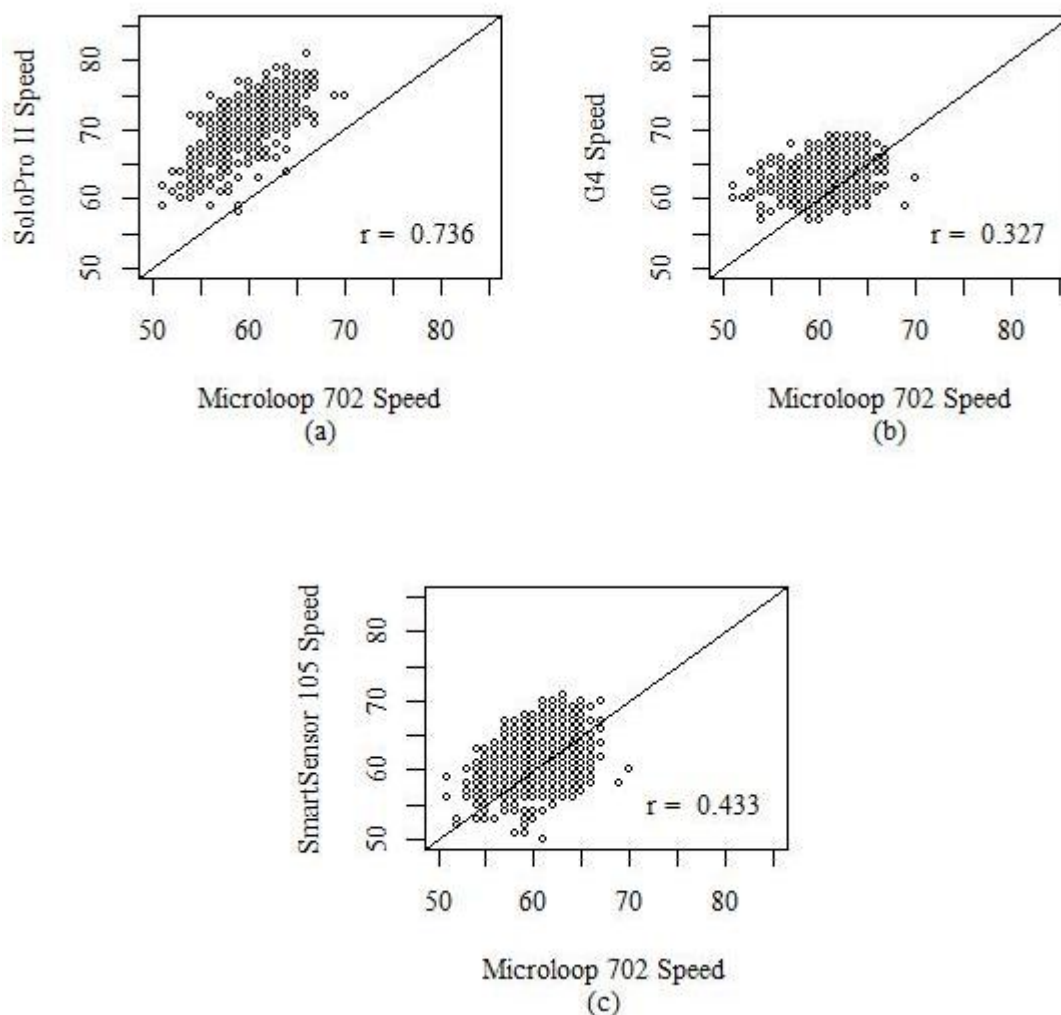 SoloPro II Speed
80
70
60
50
r = 0.736
50 60 70 80
Microloop 702 Speed
(a)
G4 Speed
80
70
60
50
r = 0.327
50 60 70 80
Microloop 702 Speed
(b)
SmartSensor 105 Speed
80
70
60
50
r = 0.433
50 60 70 80
Microloop 702 Speed
(c)